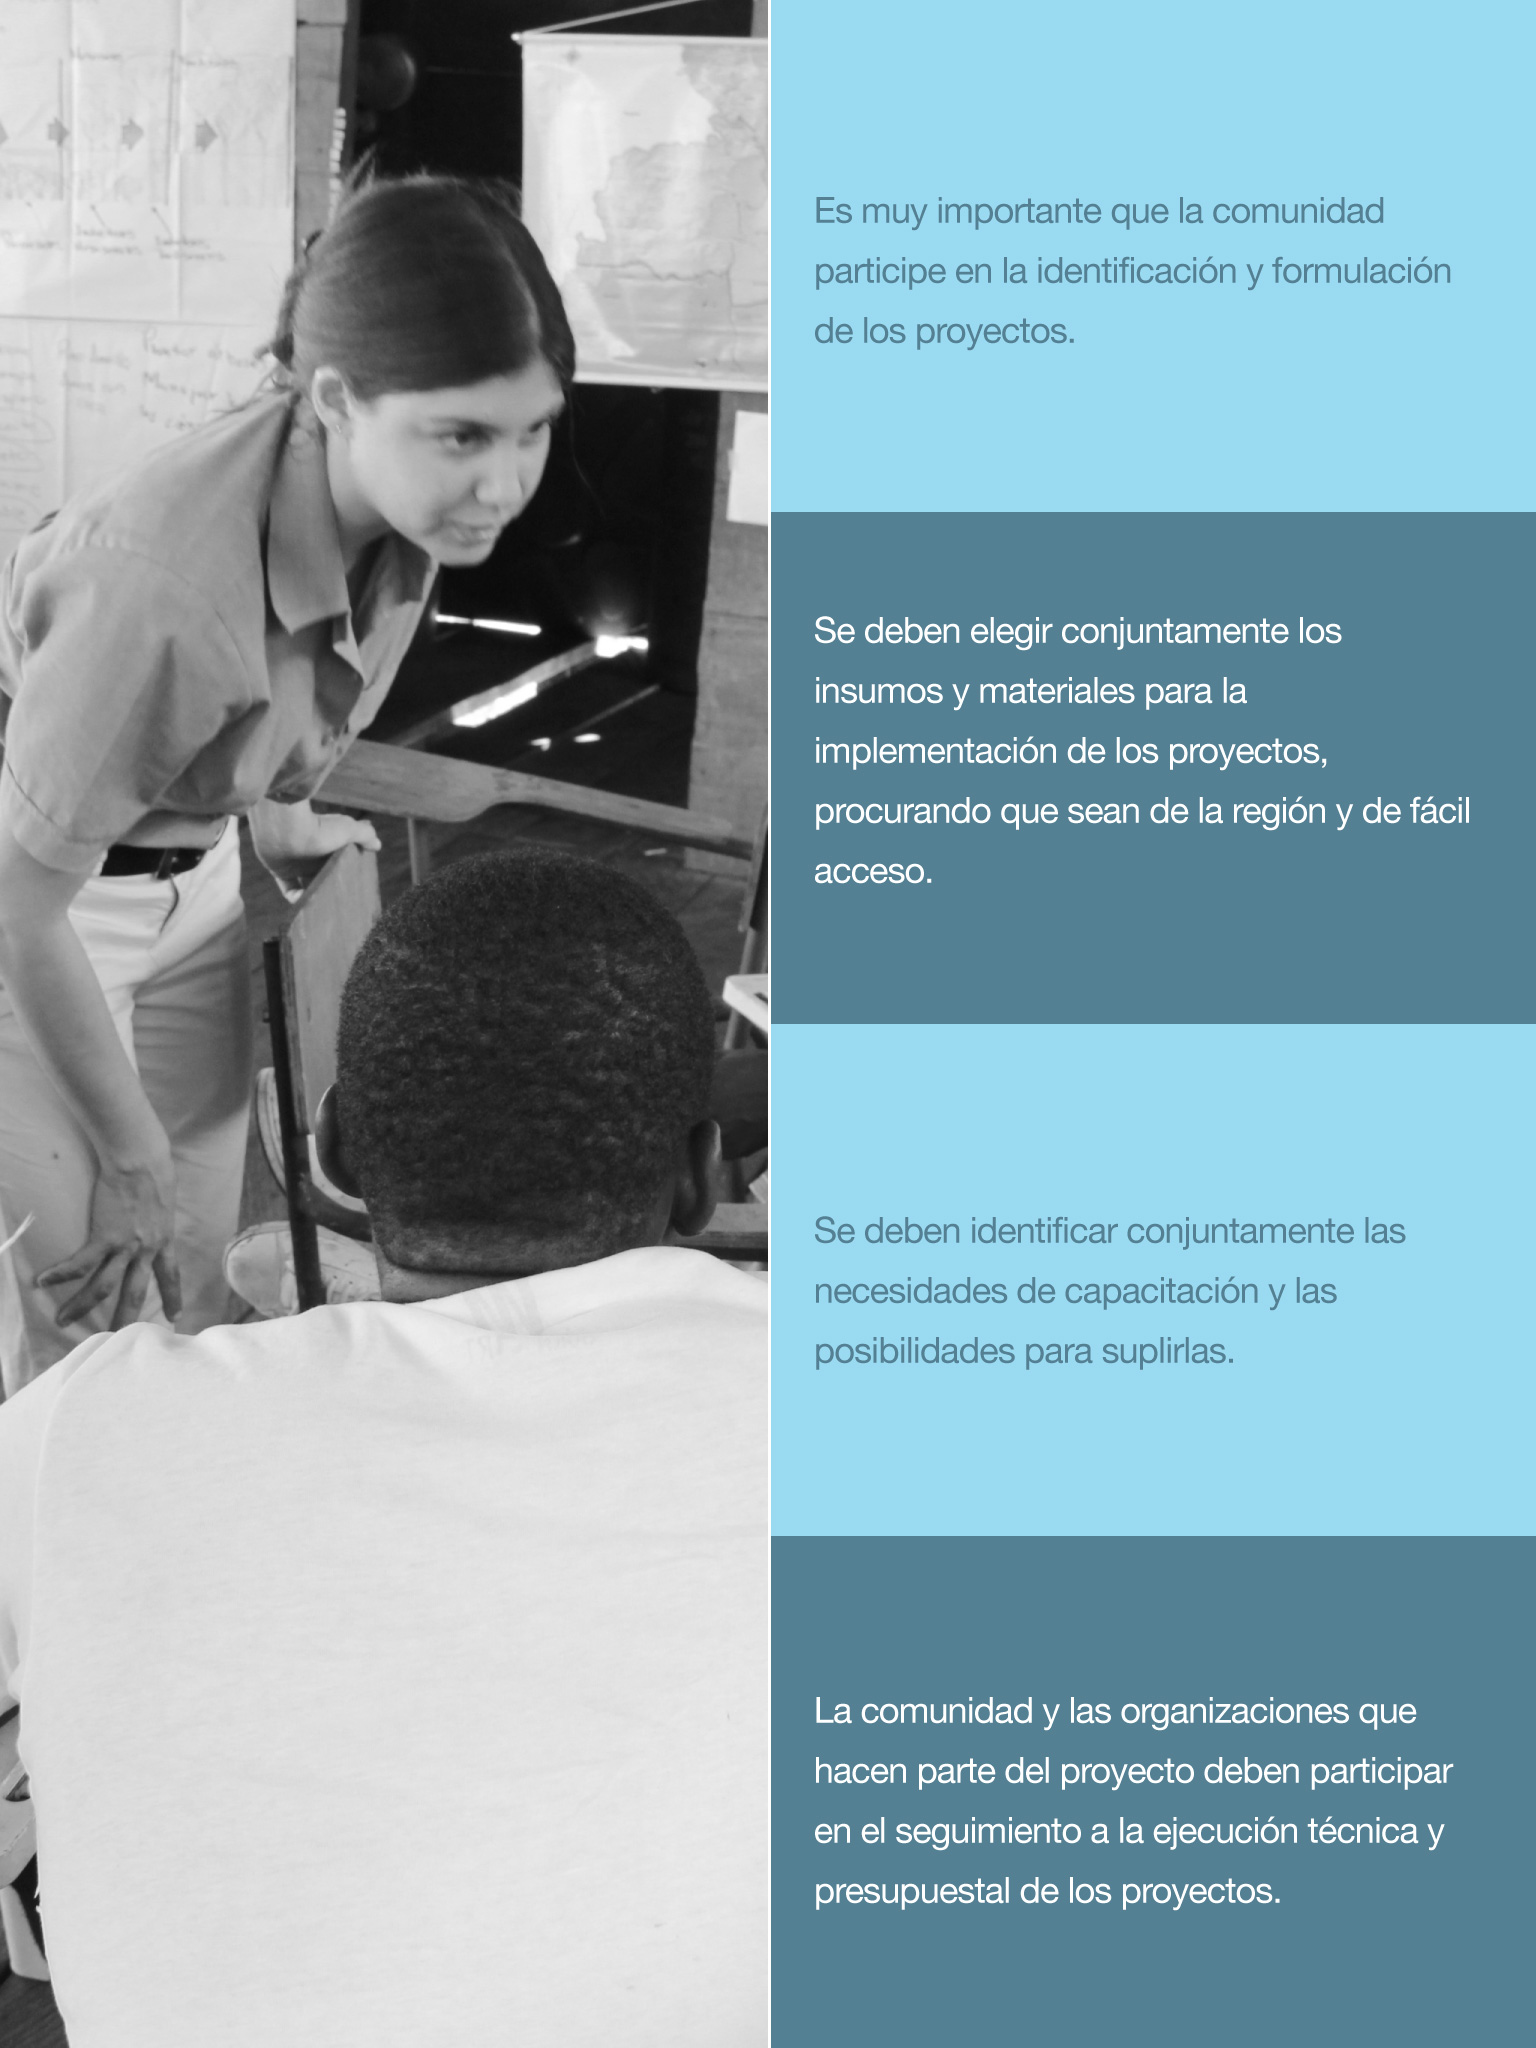 Es muy importante que la comunidad
participe en la identificación y formulación
de los proyectos.
Se deben elegir conjuntamente los
insumos y materiales para la
implementación de los proyectos,
procurando que sean de la región y de fácil
acceso.
Se deben identificar conjuntamente las
necesidades de capacitación y las
posibilidades para suplirlas.
La comunidad y las organizaciones que
hacen parte del proyecto deben participar
en el seguimiento a la ejecución técnica y
presupuestal de los proyectos.